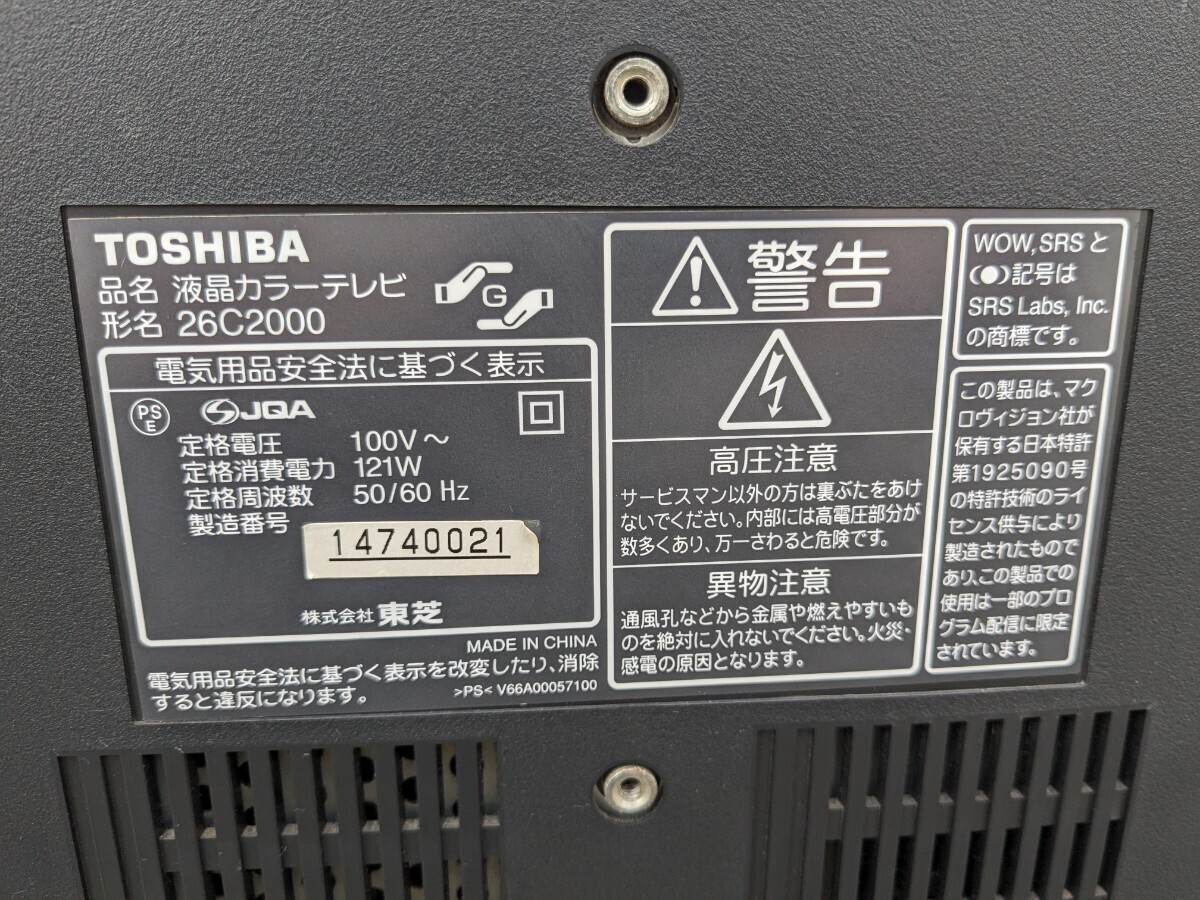 TOSHIBA
品名 液晶カラーテレビ
形名 26C2000
G
電気用品安全法に基づく表示
PS
E
JQA
定格電圧 100V～
定格消費電力 121W
定格周波数 50/60 Hz
製造番号
14740021
株式会社 東芝
MADE IN CHINA
電気用品安全法に基づく表示を改変したり、消除
すると違反になります。
>PS< V66A00057100
警告
高圧注意
サービスマン以外の方は裏ぶたをあけ
ないでください。内部には高電圧部分が
数多くあり、万一さわると危険です。
異物注意
通風孔などから金属や燃えやすいも
のを絶対に入れないでください。火災・
感電の原因となります。
WOW,SRSと
(●)記号は
SRS Labs, Inc.
の商標です。
この製品は、マク
ロヴィジョン社が
保有する日本特許
第1925090号
の特許技術のライ
センス供与により
製造されたもので
あり、この製品での
使用は一部のプロ
グラム配信に限定
されています。